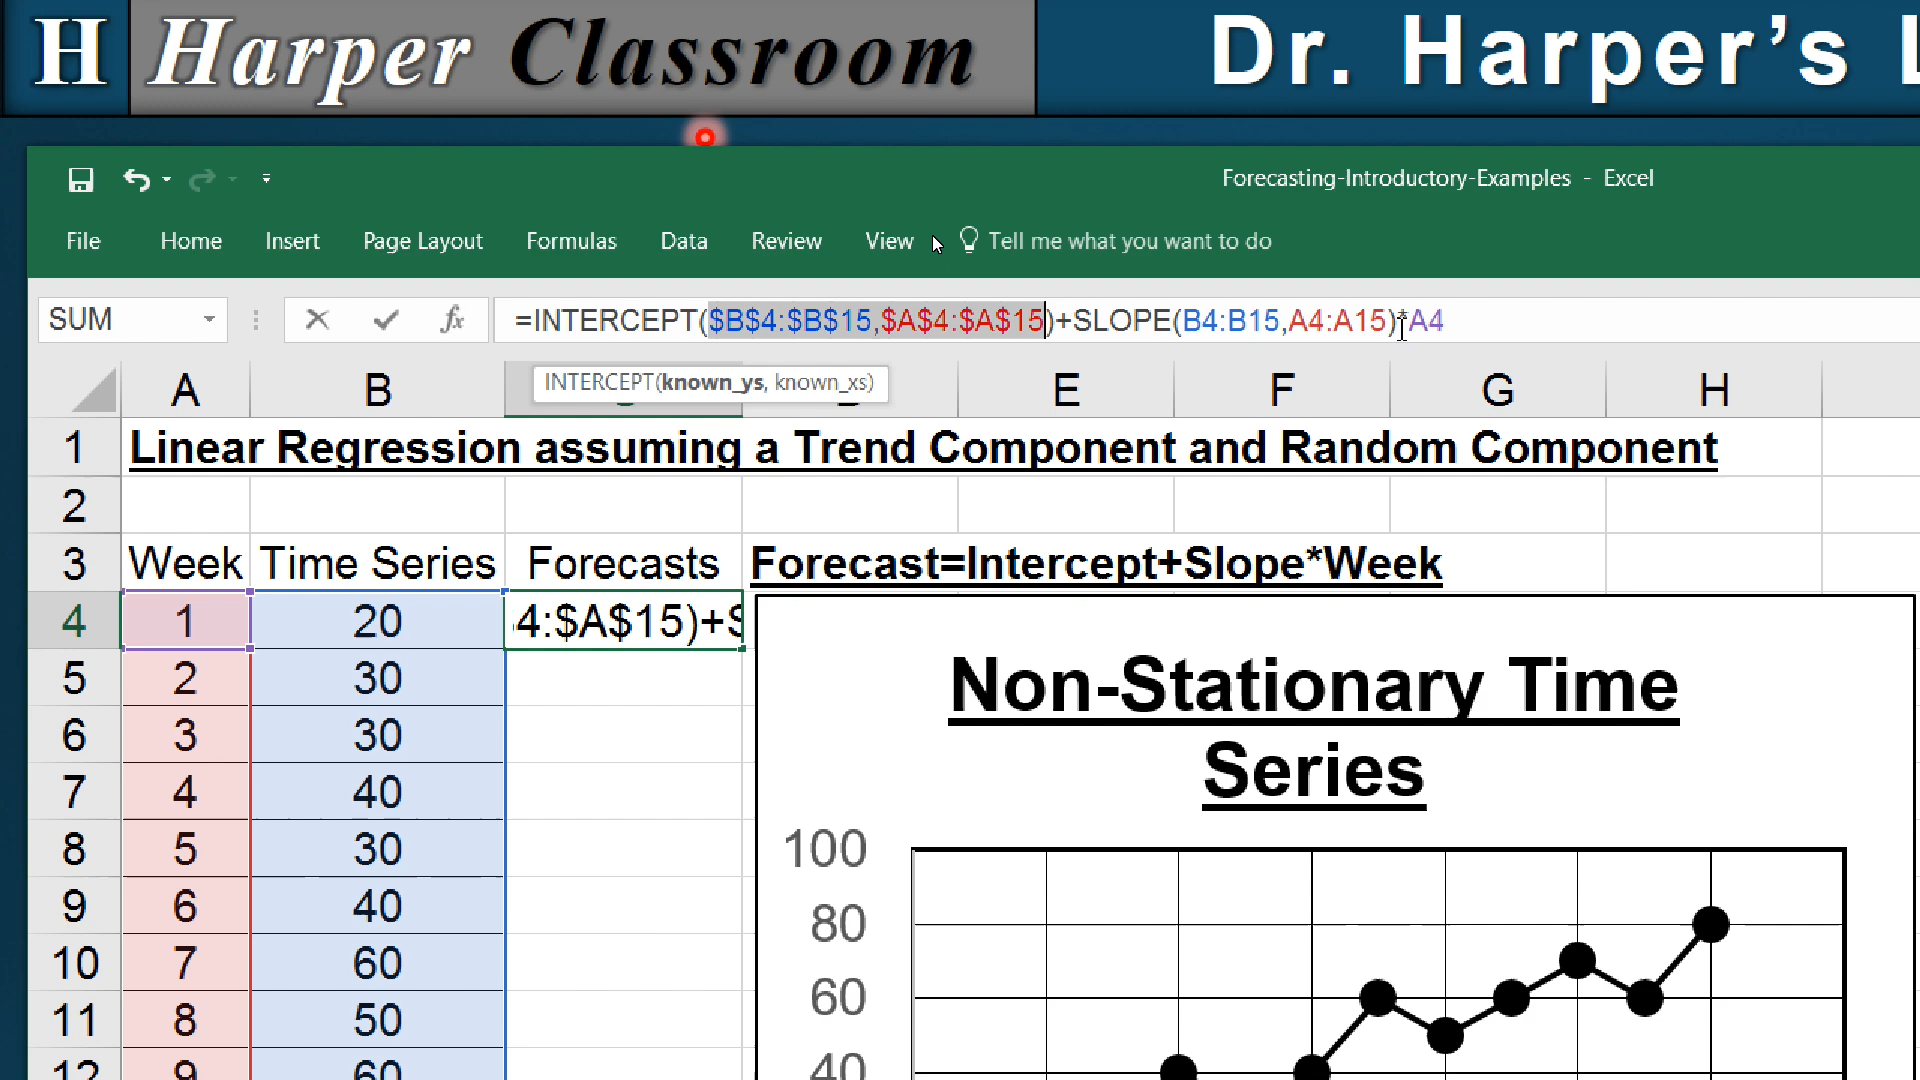 H Harper Classroom
Dr. Harper's L
Forecasting-Introductory-Examples - Excel
File Home Insert Page Layout Formulas Data Review View Tell me what you want to do
SUM fx =INTERCEPT($B$4:$B$15,$A$4:$A$15)+SLOPE(B4:B15,A4:A15)*A4
INTERCEPT(known_ys, known_xs)
A B E F G H
1 Linear Regression assuming a Trend Component and Random Component
2
3 Week Time Series Forecasts Forecast=Intercept+Slope*Week
4 1 20 4:$A$15)+S
5 2 30
6 3 30
7 4 40
8 5 30
9 6 40
10 7 60
11 8 50
12 9 60
Non-Stationary Time
Series
100
80
60
40